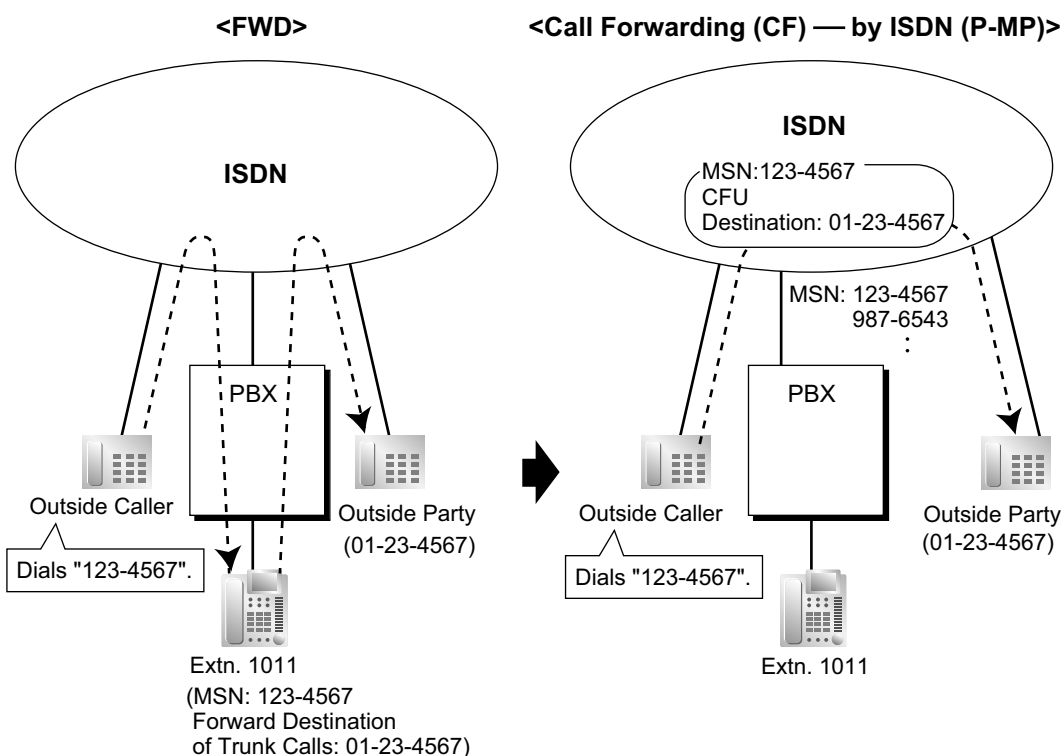 <FWD>
ISDN
PBX
Outside Caller
Dials "123-4567".
Outside Party
(01-23-4567)
Extn. 1011
(MSN: 123-4567
Forward Destination
of Trunk Calls: 01-23-4567)
<Call Forwarding (CF) — by ISDN (P-MP)>
ISDN
MSN:123-4567
CFU
Destination: 01-23-4567
MSN: 123-4567
987-6543
:
PBX
Outside Caller
Dials "123-4567".
Outside Party
(01-23-4567)
Extn. 1011